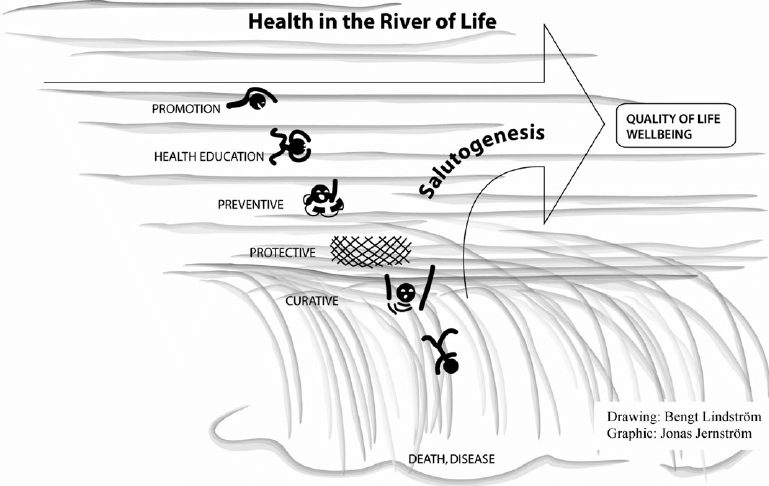 Health in the River of Life
PROMOTION
QUALITY OF LIFE
WELLBEING
Salutogenesis
HEALTH EDUCATION
PREVENTIVE
PROTECTIVE
CURATIVE
Drawing: Bengt Lindström
Graphic: Jonas Jernström
DEATH, DISEASE